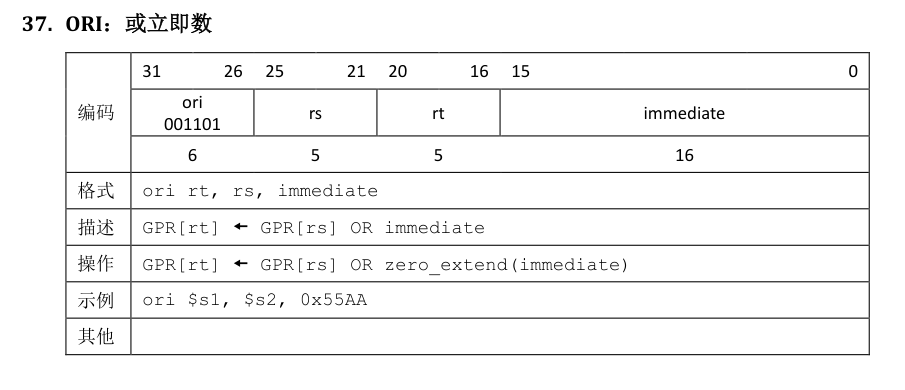 37. ORI：或立即数
31 26 25 21 20 16 15 0
编码
ori
001101
rs rt immediate
6 5 5 16
格式 ori rt, rs, immediate
描述 GPR[rt] ← GPR[rs] OR immediate
操作 GPR[rt] ← GPR[rs] OR zero_extend(immediate)
示例 ori $s1, $s2, 0x55AA
其他